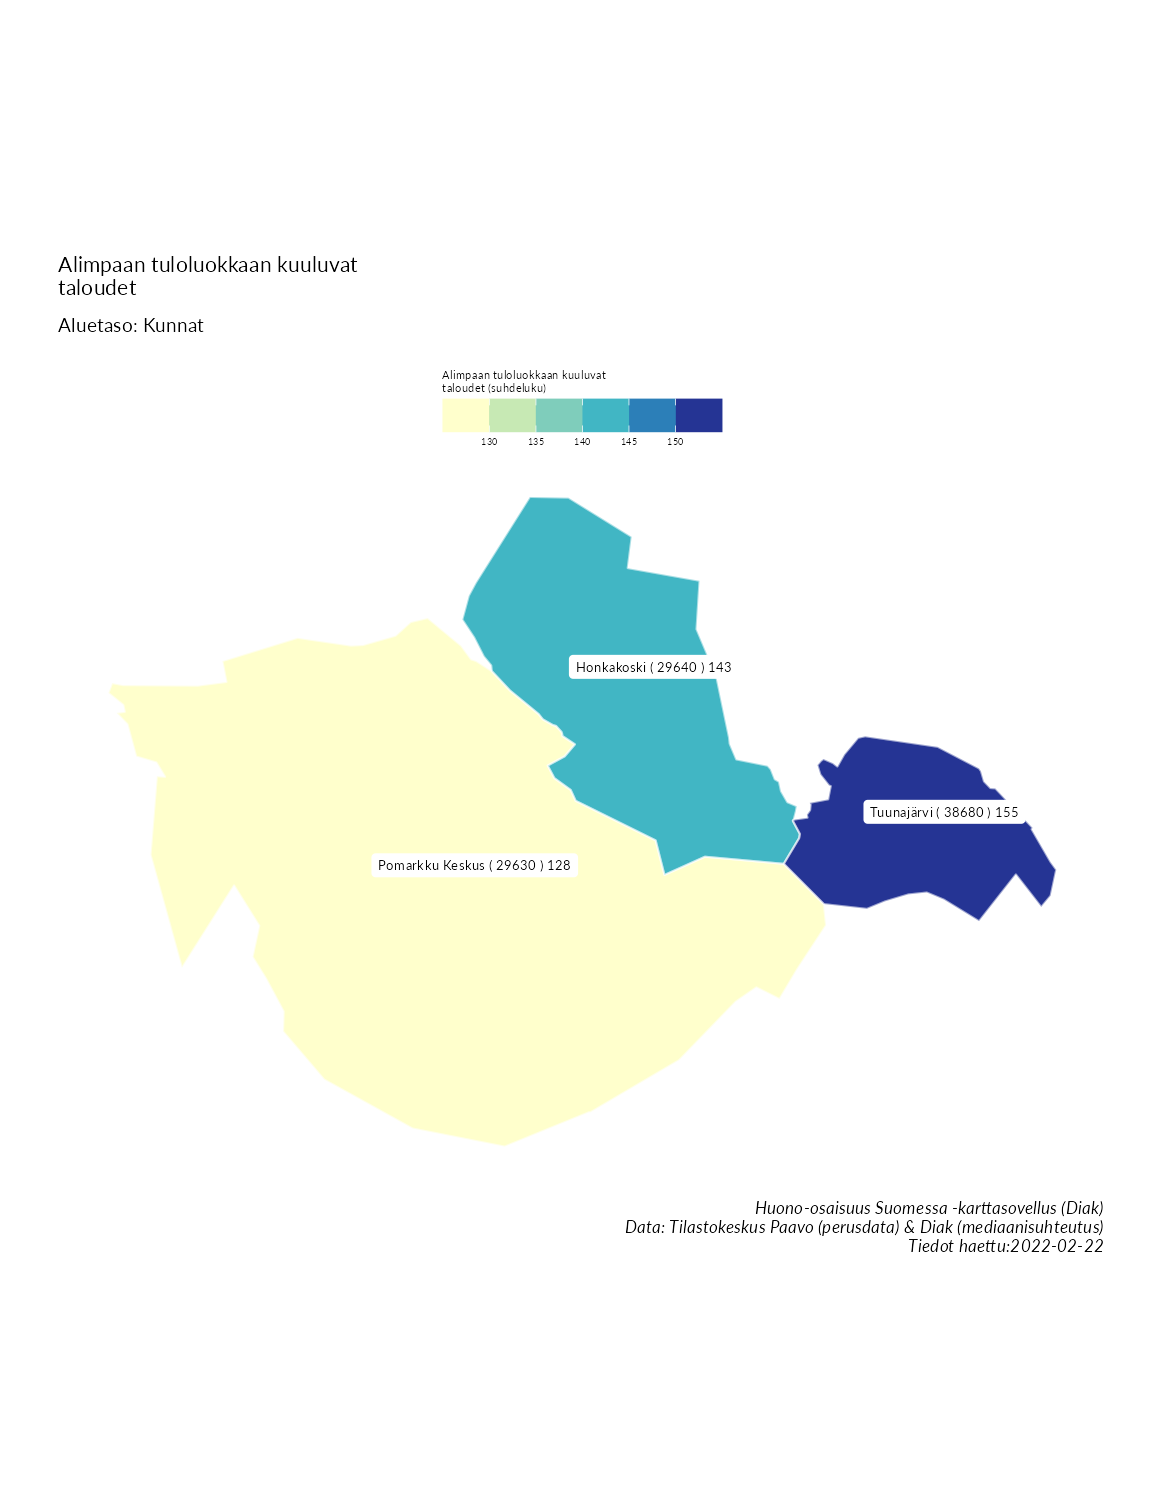 Alimpaan tuloluokkaan kuuluvat
taloudet
Aluetaso: Kunnat
Alimpaan tuloluokkaan kuuluvat
taloudet (suhdeluku)
130 135 140 145 150
Honkakoski ( 29640 ) 143
Tuunajärvi ( 38680 ) 155
Pomarkku Keskus ( 29630 ) 128
Huono-osaisuus Suomessa -karttasovellus (Diak)
Data: Tilastokeskus Paavo (perusdata) & Diak (mediaanisuhteutus)
Tiedot haettu:2022-02-22